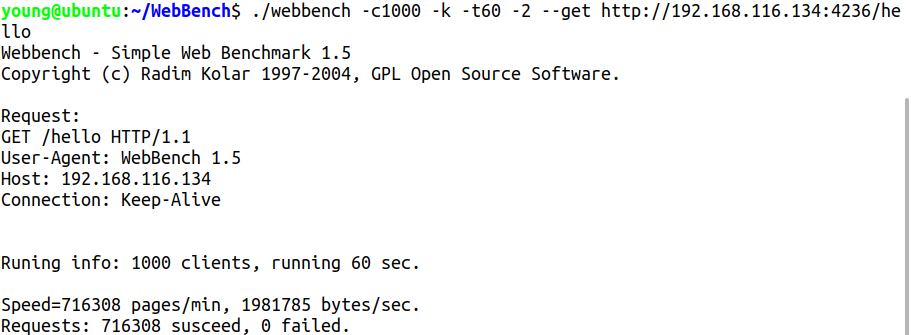 young@ubuntu:~/WebBench$ ./webbench -c1000 -k -t60 -2 --get http://192.168.116.134:4236/he
llo
Webbench - Simple Web Benchmark 1.5
Copyright (c) Radim Kolar 1997-2004, GPL Open Source Software.

Request:
GET /hello HTTP/1.1
User-Agent: WebBench 1.5
Host: 192.168.116.134
Connection: Keep-Alive

Runing info: 1000 clients, running 60 sec.

Speed=716308 pages/min, 1981785 bytes/sec.
Requests: 716308 susceed, 0 failed.